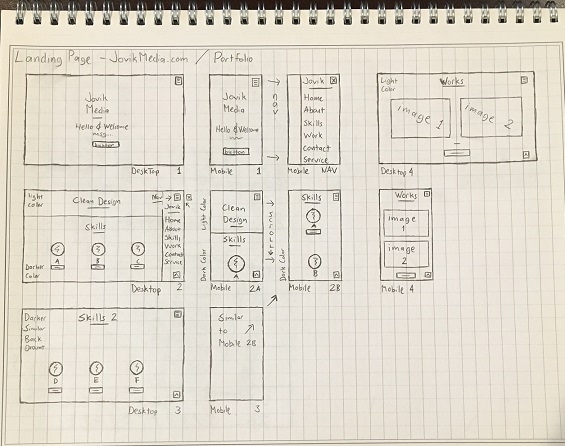 Landing Page - JovikMedia.com / Portfolio
Jovik
Media
Hello & Welcome
msg...
button
Desktop 1
Jovik
Media
Hello & Welcome
button
Mobile 1
nav
Jovik
Home
About
Skills
Work
Contact
Service
Mobile NAV
Light
Color
Works
image 1
image 2
Desktop 4
Light
Color
Clean Design
Nav
Jovik
Home
About
Skills
Work
Contact
Service
Skills
A
B
C
Darker
Color
Desktop 2
Light Color
Dark Color
Clean
Design
Skills
A
Mobile 2A
SCROLL
Dark Color
Skills
A
B
Mobile 2B
Works
image
1
image
2
Mobile 4
Darker
Similar
Back
Skills 2
D
E
F
Desktop 3
Similar
to
Mobile 2B
Mobile 3